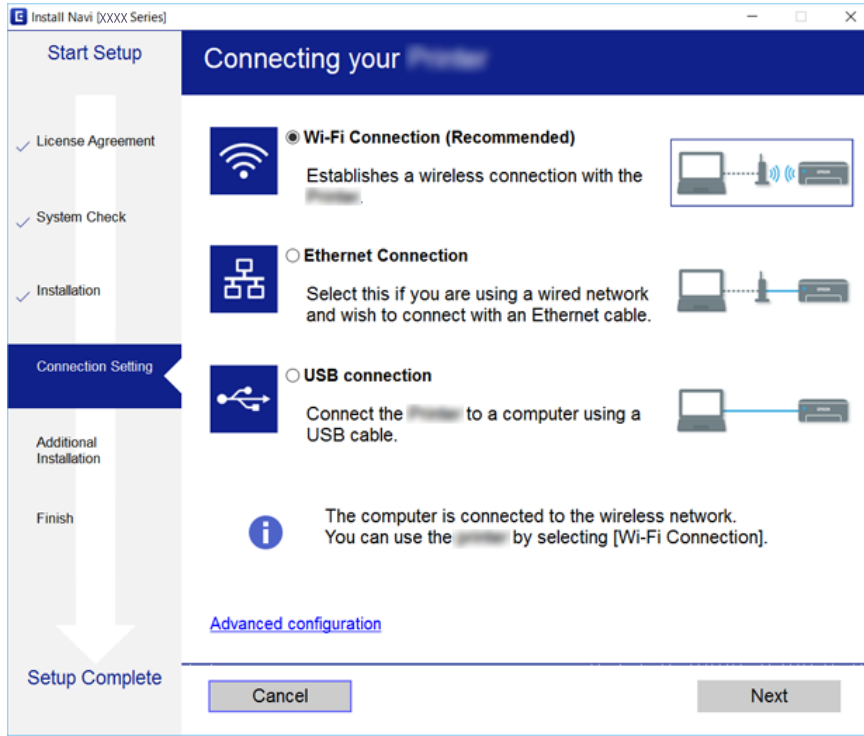 Install Navi [XXXX Series]
Start Setup
License Agreement
System Check
Installation
Connection Setting
Additional
Installation
Finish
Setup Complete
Connecting your
Wi-Fi Connection (Recommended)
Establishes a wireless connection with the
.
Ethernet Connection
Select this if you are using a wired network
and wish to connect with an Ethernet cable.
USB connection
Connect the to a computer using a
USB cable.
The computer is connected to the wireless network.
You can use the by selecting [Wi-Fi Connection].
Advanced configuration
Cancel
Next